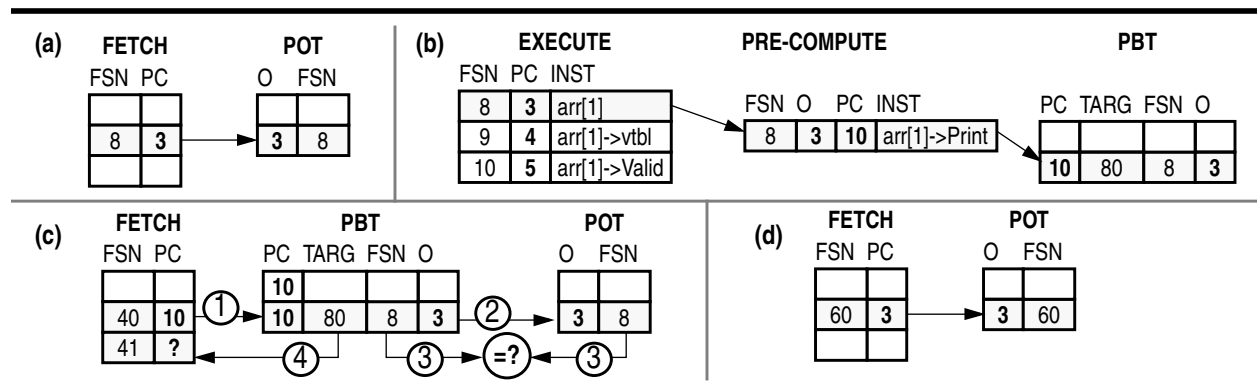 (a) FETCH POT
FSN PC O FSN
8 3 3 8
(b) EXECUTE PRE-COMPUTE PBT
FSN PC INST
8 3 arr[1]
9 4 arr[1]->vtbl
10 5 arr[1]->Valid
FSN O PC INST
8 3 10 arr[1]->Print
PC TARG FSN O
10 80 8 3
(c) FETCH PBT POT
FSN PC PC TARG FSN O O FSN
10
40 10 1 10 80 8 3 2 3 8
41 ? 4 3 =? 3
(d) FETCH POT
FSN PC O FSN
60 3 3 60